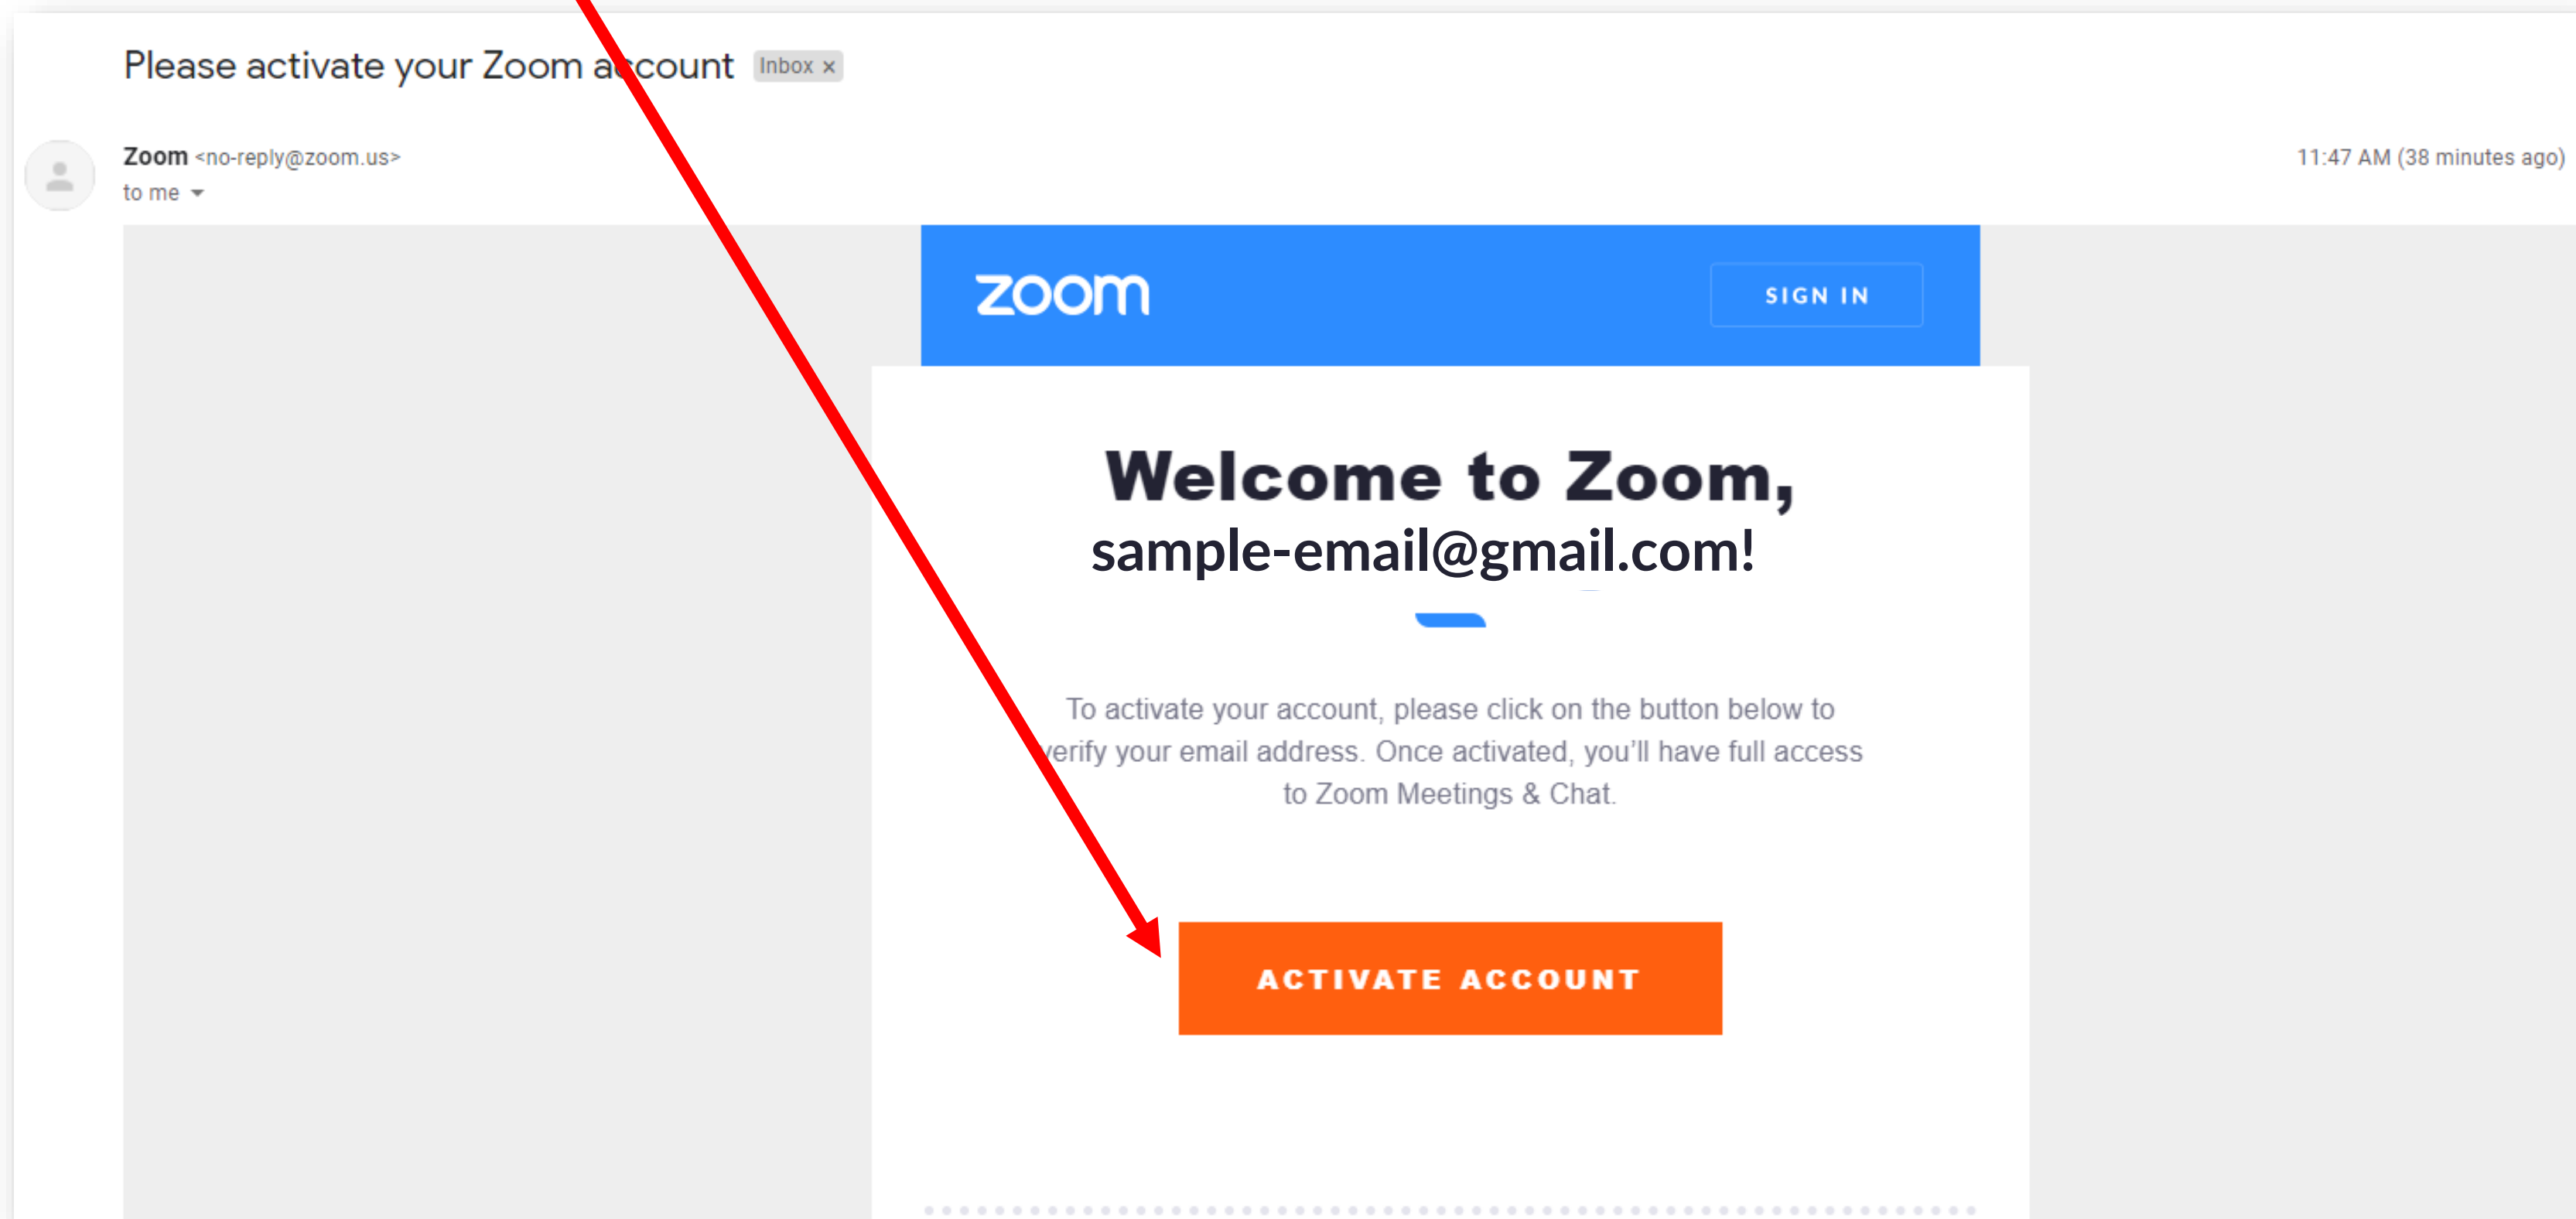 Please activate your Zoom account Inbox ×
Zoom <no-reply@zoom.us>
11:47 AM (38 minutes ago)
to me
zoom
SIGN IN
Welcome to Zoom,
sample-email@gmail.com!
To activate your account, please click on the button below to
verify your email address. Once activated, you'll have full access
to Zoom Meetings & Chat.
ACTIVATE ACCOUNT